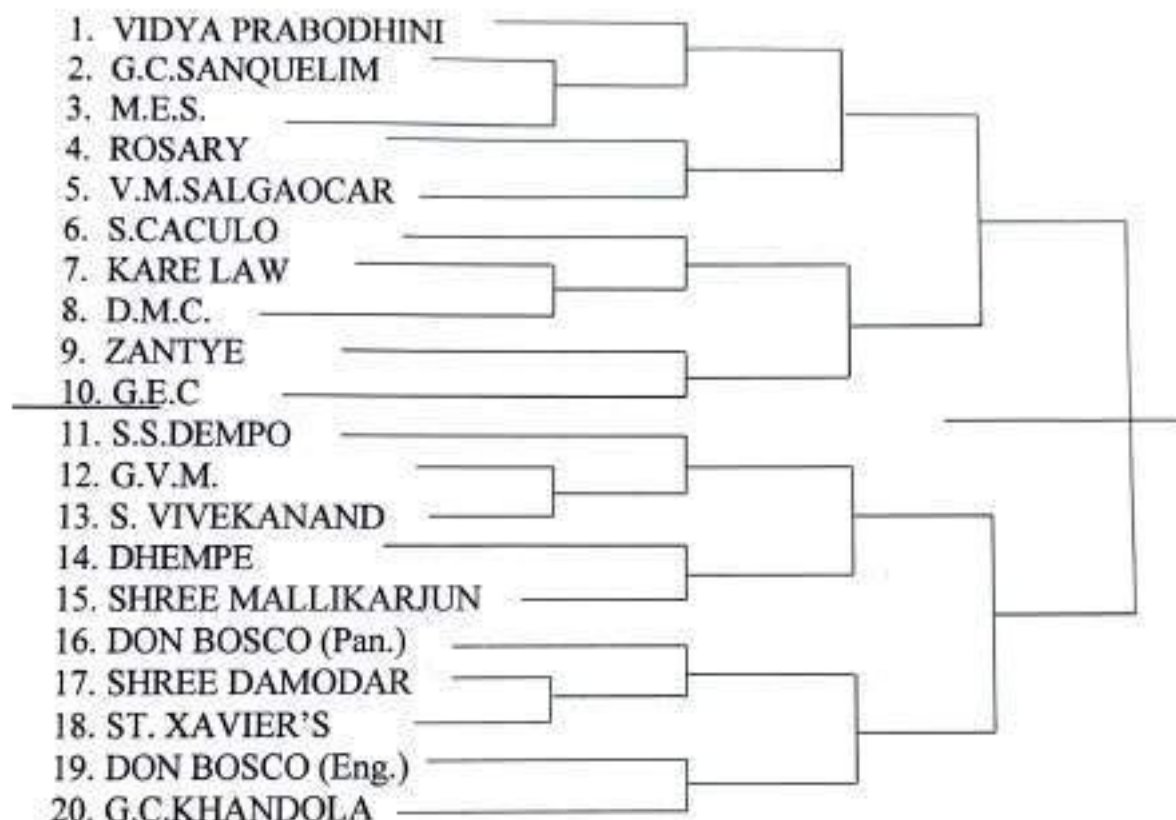 1. VIDYA PRABODHINI
2. G.C.SANQUELIM
3. M.E.S.
4. ROSARY
5. V.M.SALGAOCAR
6. S.CACULO
7. KARE LAW
8. D.M.C.
9. ZANTYE
10. G.E.C
11. S.S.DEMPO
12. G.V.M.
13. S. VIVEKANAND
14. DHEMPE
15. SHREE MALLIKARJUN
16. DON BOSCO (Pan.)
17. SHREE DAMODAR
18. ST. XAVIER'S
19. DON BOSCO (Eng.)
20. G.C.KHANDOLA